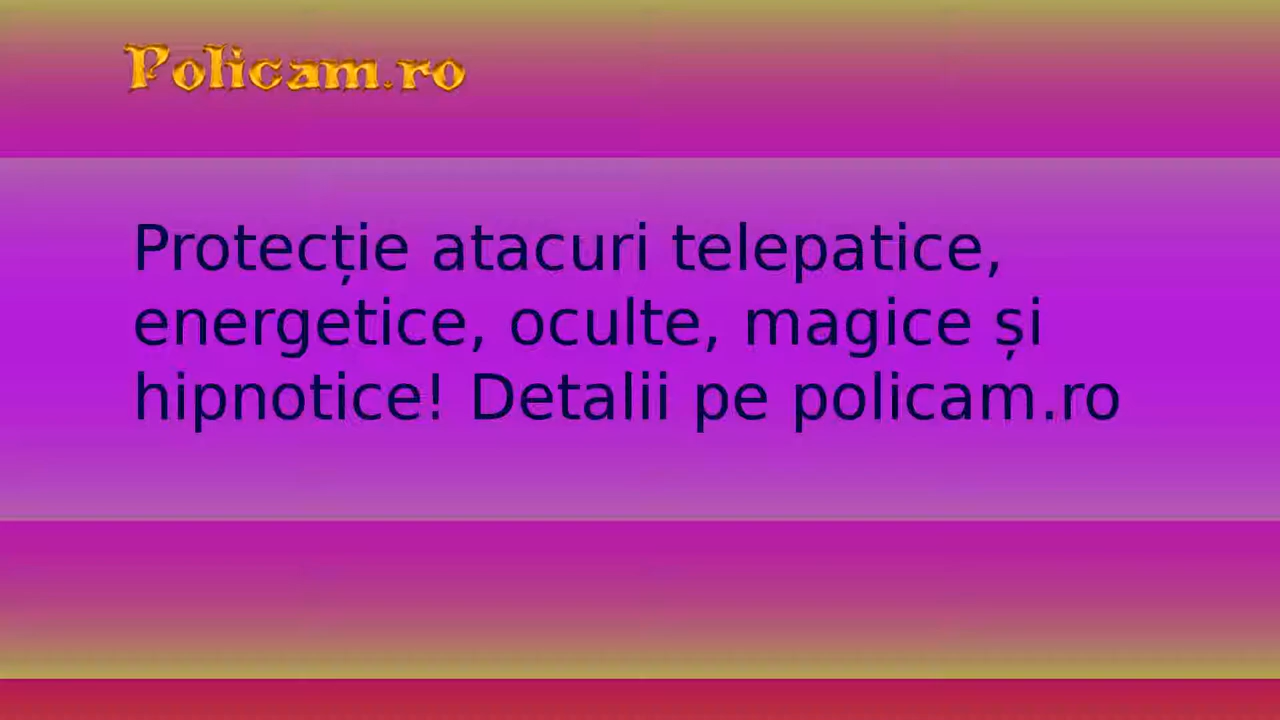 Policam.ro
Protecție atacuri telepatice,
energetice, oculte, magice și
hipnotice! Detalii pe policam.ro